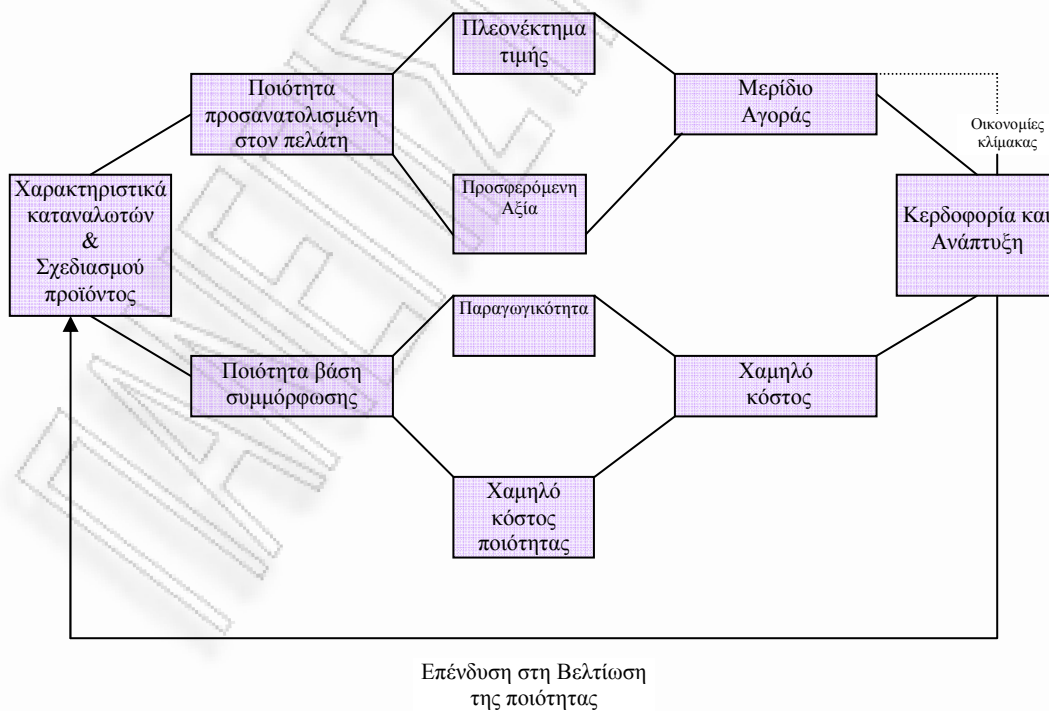 Πλεονέκτημα
τιμής
Ποιότητα
προσανατολισμένη
στον πελάτη
Μερίδιο
Αγοράς
Οικονομίες
κλίμακας
Προσφερόμενη
Αξία
Χαρακτηριστικά
καταναλωτών
&
Σχεδιασμού
προϊόντος
Κερδοφορία και
Ανάπτυξη
Παραγωγικότητα
Ποιότητα βάση
συμμόρφωσης
Χαμηλό
κόστος
Χαμηλό
κόστος
ποιότητας
Επένδυση στη Βελτίωση
της ποιότητας